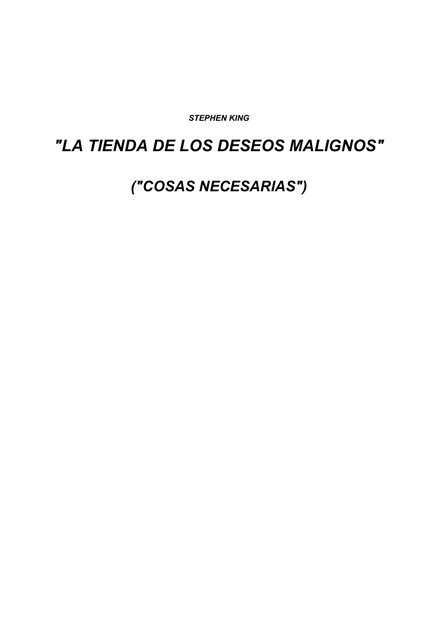 STEPHEN KING
"LA TIENDA DE LOS DESEOS MALIGNOS"
("COSAS NECESARIAS")